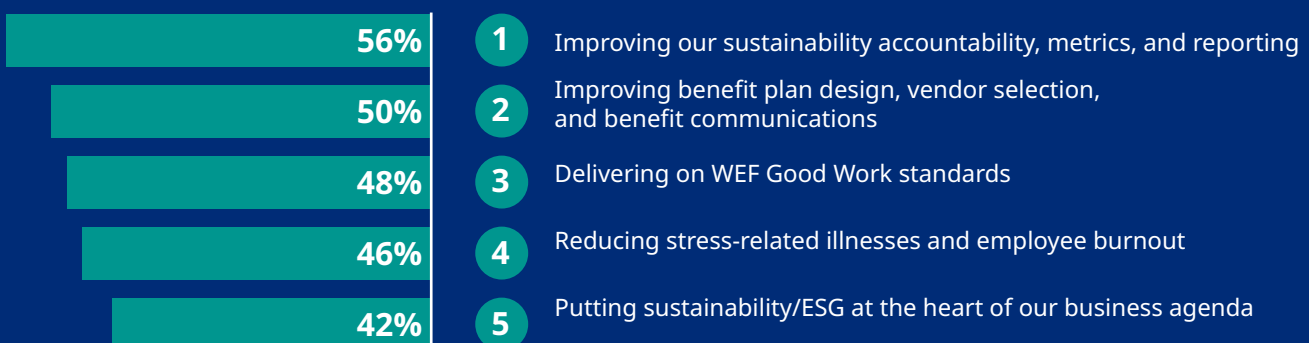 56%
1
Improving our sustainability accountability, metrics, and reporting
50%
2
Improving benefit plan design, vendor selection,
and benefit communications
48%
3
Delivering on WEF Good Work standards
46%
4
Reducing stress-related illnesses and employee burnout
42%
5
Putting sustainability/ESG at the heart of our business agenda